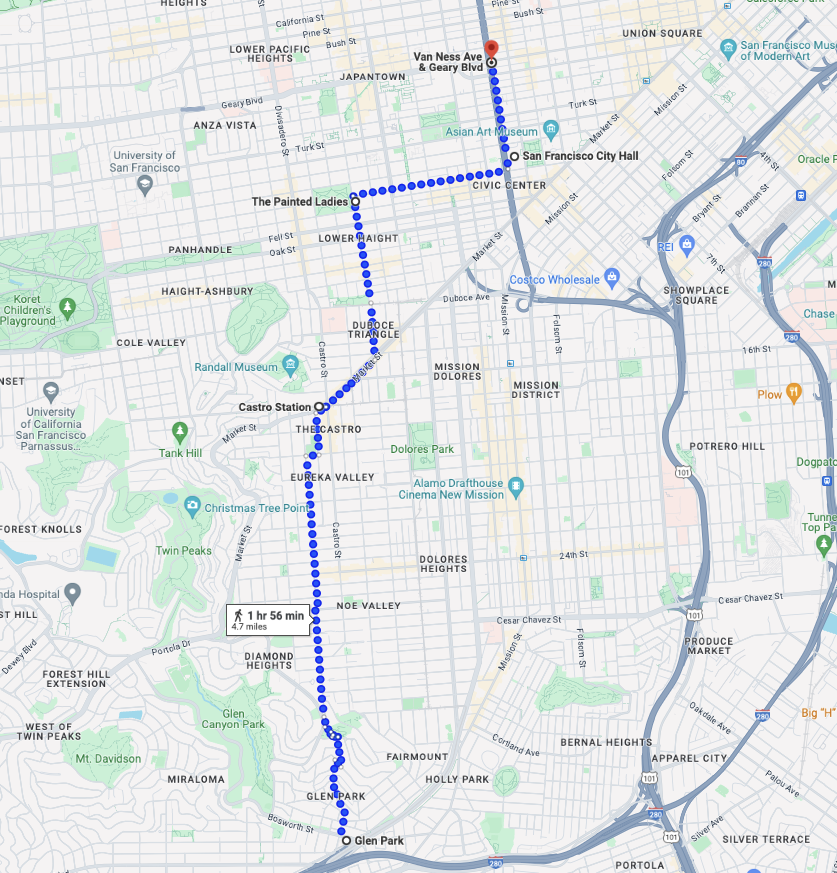 HEIGHTS
California St
Pine St
Bush St
Pine St
Bush St
UNION SQUARE
LOWER PACIFIC
HEIGHTS
Van Ness Ave
& Geary Blvd
San Francisco Mus
of Modern Art
JAPANTOWN
Geary Blvd
ANZA VISTA
Divisadero St
Turk St
Mission St
Market St
Asian Art Museum
Turk St
University of
San Francisco
San Francisco City Hall
Folsom St
80
4th St
Oracle P
CIVIC CENTER
The Painted Ladies
Mission St
Bryant St
Brannan St
LOWER HAIGHT
Fell St
Oak St
PANHANDLE
Market St
REI
7th St
280
Koret
Children's
Playground
HAIGHT-ASHBURY
Costco Wholesale
SHOWPLACE
SQUARE
Duboce Ave
Mission St
Folsom St
M
Chase
DUBOCE
TRIANGLE
COLE VALLEY
Castro St
Market St
280
16th St
Randall Museum
MISSION
DOLORES
MISSION
DISTRICT
NSET
Plow
University
of California
San Francisco
Parnassus...
Castro Station
Market St
THE CASTRO
Tank Hill
Dolores Park
POTRERO HILL
Dogpatc
EUREKA VALLEY
101
Alamo Drafthouse
Cinema New Mission
Christmas Tree Point
Tunne
Top Pa
FOREST KNOLLS
Market St
Castro St
Twin Peaks
24th St
DOLORES
HEIGHTS
nda Hospital
NOE VALLEY
Cesar Chavez St
ST HILL
1 hr 56 min
4.7 miles
Cesar Chavez St
101
Dewey Blvd
Portola Dr
Mission St
Folsom St
PRODUCE
MARKET
DIAMOND
HEIGHTS
FOREST HILL
EXTENSION
Glen
Canyon Park
Oakdale Ave
280
Big "H"
WEST OF
TWIN PEAKS
Cortland Ave
BERNAL HEIGHTS
Mt. Davidson
FAIRMOUNT
APPAREL CITY
MIRALOMA
HOLLY PARK
101
Palou Ave
GLEN PARK
Bosworth St
280
Silver Ave
101
Glen Park
SILVER TERRACE
280
PORTOLA